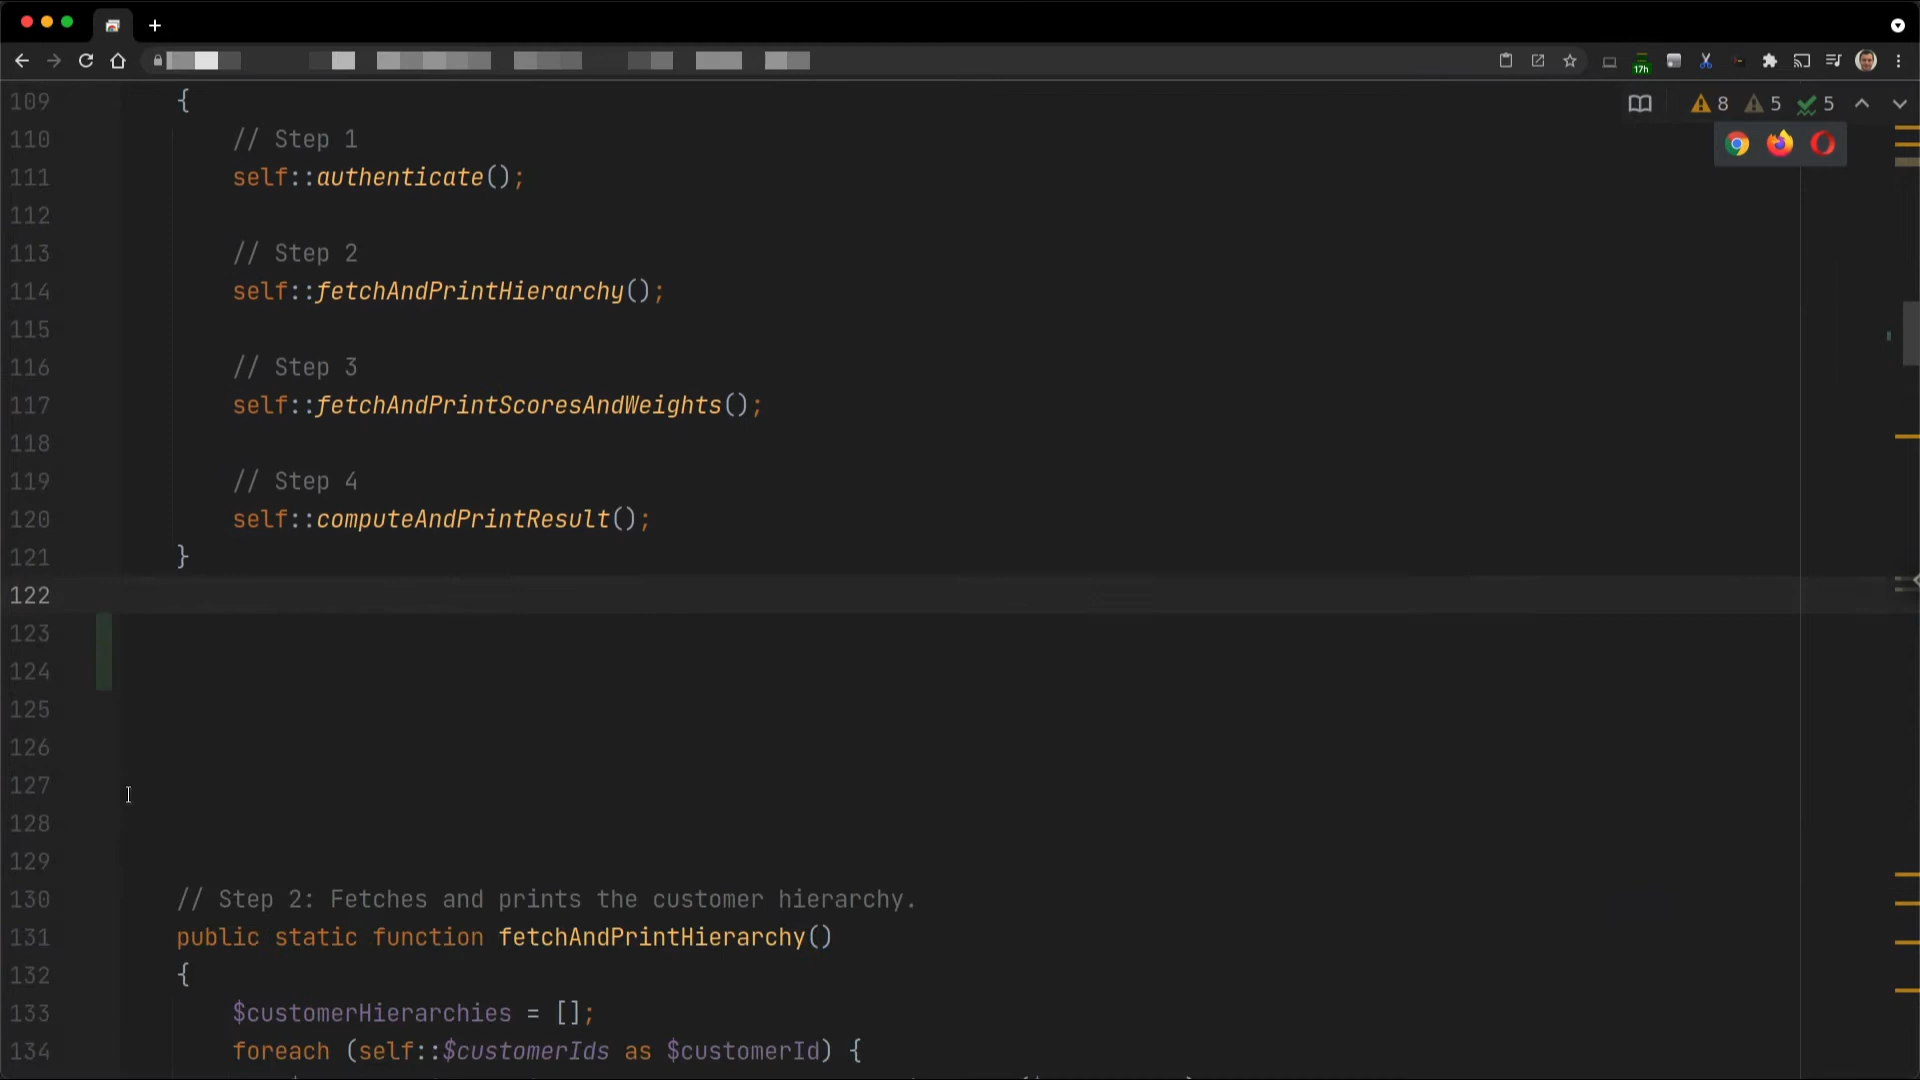 17h
8 5 5
109 {
110 // Step 1
111 self::authenticate();
112
113 // Step 2
114 self::fetchAndPrintHierarchy();
115
116 // Step 3
117 self::fetchAndPrintScoresAndWeights();
118
119 // Step 4
120 self::computeAndPrintResult();
121 }
122
123
124
125
126
127
128
129
130 // Step 2: Fetches and prints the customer hierarchy.
131 public static function fetchAndPrintHierarchy()
132 {
133 $customerHierarchies = [];
134 foreach (self::$customerIds as $customerId) {